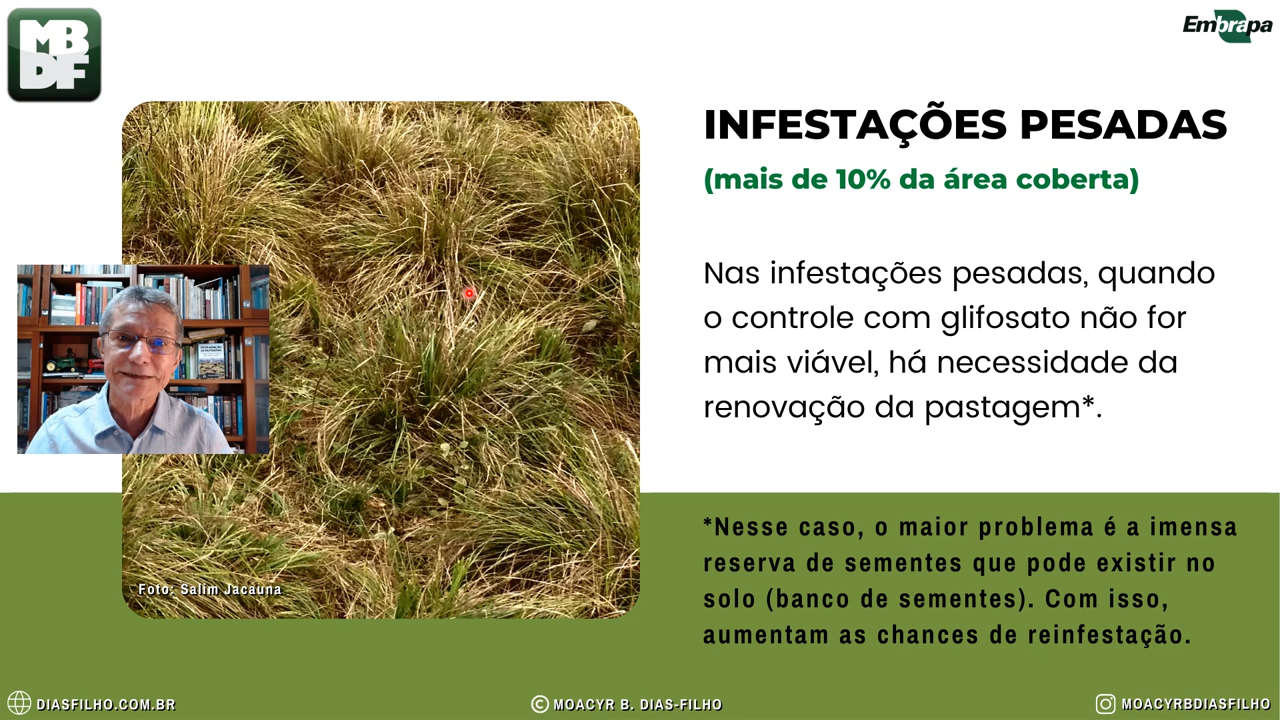 MB
DF
Embrapa
INFESTAÇÕES PESADAS
(mais de 10% da área coberta)
Nas infestações pesadas, quando
o controle com glifosato não for
mais viável, há necessidade da
renovação da pastagem*.
*Nesse caso, o maior problema é a imensa
reserva de sementes que pode existir no
solo (banco de sementes). Com isso,
aumentam as chances de reinfestação.
Foto: Salim Jacaúna
DIASFILHO.COM.BR
© MOACYR B. DIAS-FILHO
MOACYRBDIASFILHO